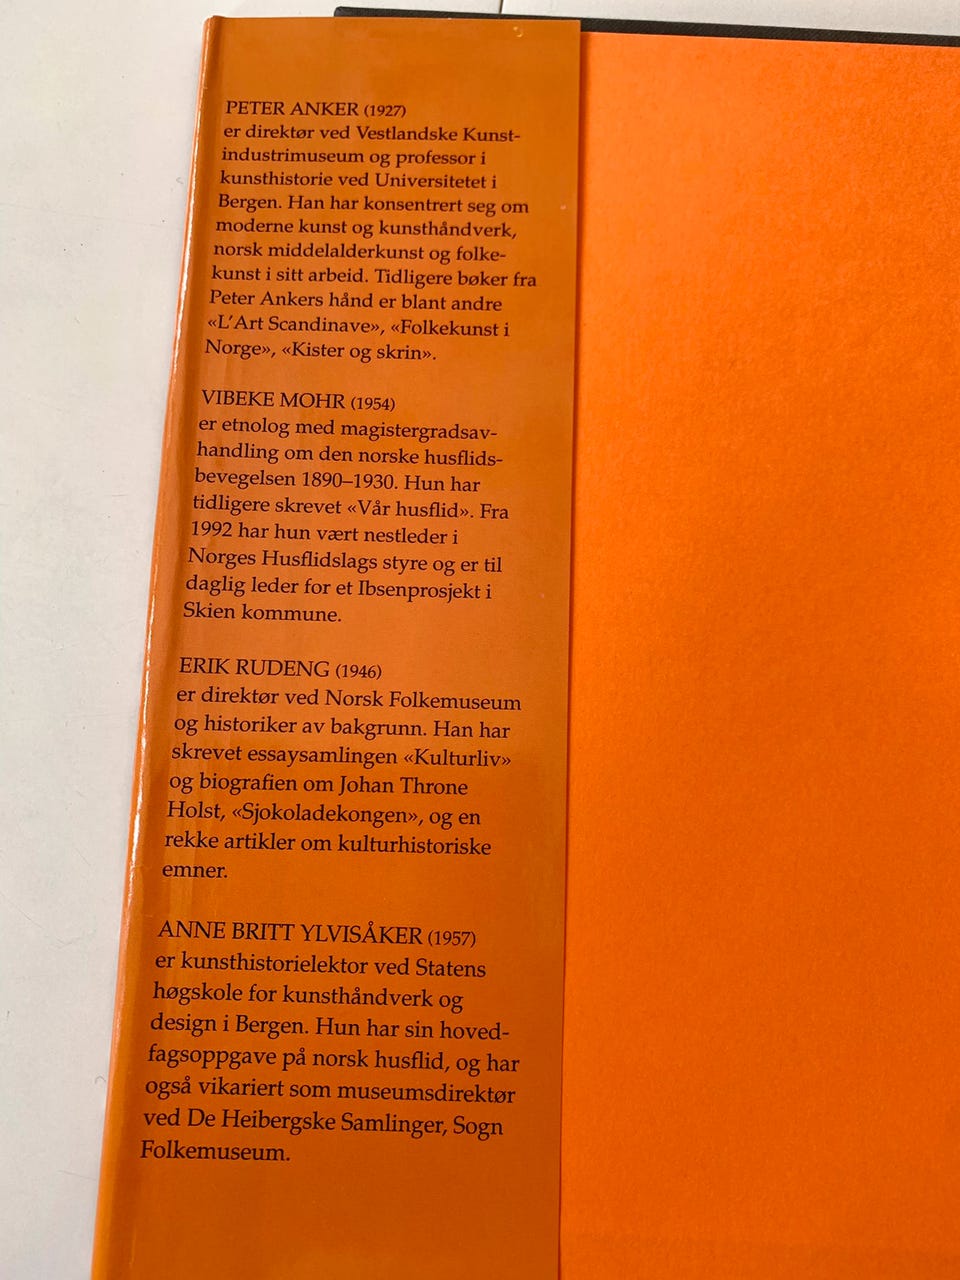 PETER ANKER (1927)
er direktør ved Vestlandske Kunst-
industrimuseum og professor i
kunsthistorie ved Universitetet i
Bergen. Han har konsentrert seg om
moderne kunst og kunsthåndverk,
norsk middelalderkunst og folke-
kunst i sitt arbeid. Tidligere bøker fra
Peter Ankers hånd er blant andre
«L'Art Scandinave», «Folkekunst i
Norge», «Kister og skrin».
VIBEKE MOHR (1954)
er etnolog med magistergradsav-
handling om den norske husflids-
bevegelsen 1890–1930. Hun har
tidligere skrevet «Vår husflid». Fra
1992 har hun vært nestleder i
Norges Husflidslags styre og er til
daglig leder for et Ibsenprosjekt i
Skien kommune.
ERIK RUDENG (1946)
er direktør ved Norsk Folkemuseum
og historiker av bakgrunn. Han har
skrevet essaysamlingen «Kulturliv»
og biografien om Johan Throne
Holst, «Sjokoladekongen», og en
rekke artikler om kulturhistoriske
emner.
ANNE BRITT YLVISÅKER (1957)
er kunsthistorielektor ved Statens
høgskole for kunsthåndverk og
design i Bergen. Hun har sin hoved-
fagsoppgave på norsk husflid, og har
også vikariert som museumsdirektør
ved De Heibergske Samlinger, Sogn
Folkemuseum.